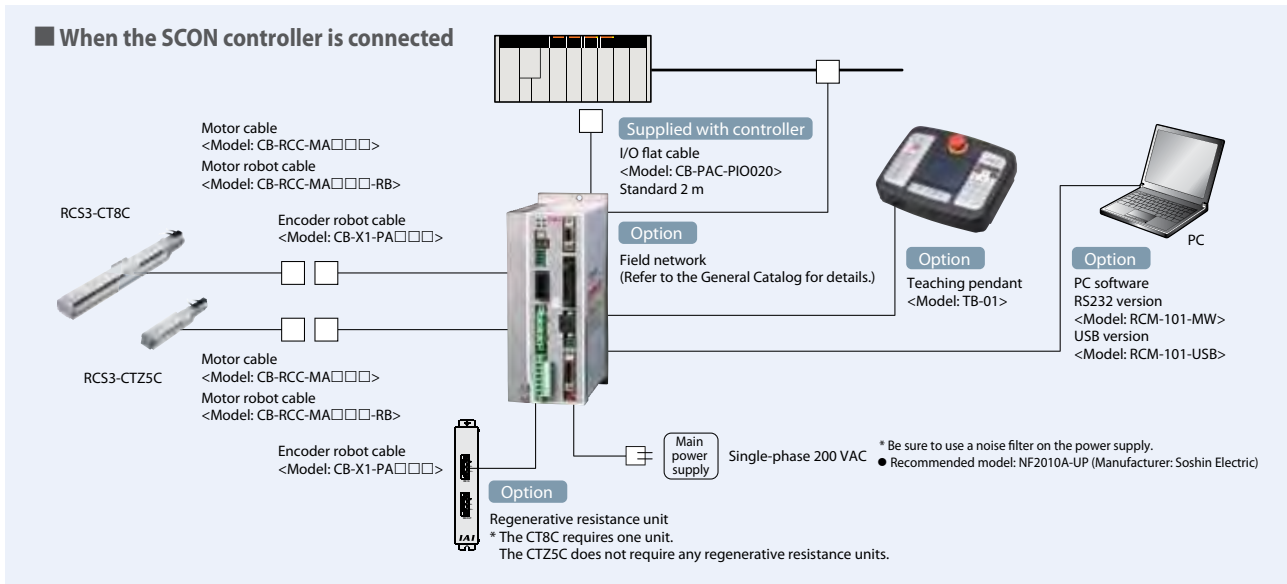 ■ When the SCON controller is connected
Motor cable
<Model: CB-RCC-MA□□□>
Motor robot cable
<Model: CB-RCC-MA□□□-RB>
RCS3-CT8C
Encoder robot cable
<Model: CB-X1-PA□□□>
RCS3-CTZ5C
Motor cable
<Model: CB-RCC-MA□□□>
Motor robot cable
<Model: CB-RCC-MA□□□-RB>
Encoder robot cable
<Model: CB-X1-PA□□□>
Supplied with controller
I/O flat cable
<Model: CB-PAC-PIO020>
Standard 2 m
Option
Field network
(Refer to the General Catalog for details.)
Option
Teaching pendant
<Model: TB-01>
PC
Option
PC software
RS232 version
<Model: RCM-101-MW>
USB version
<Model: RCM-101-USB>
Main
power
supply
Single-phase 200 VAC
* Be sure to use a noise filter on the power supply.
● Recommended model: NF2010A-UP (Manufacturer: Soshin Electric)
IAI
Option
Regenerative resistance unit
* The CT8C requires one unit.
The CTZ5C does not require any regenerative resistance units.